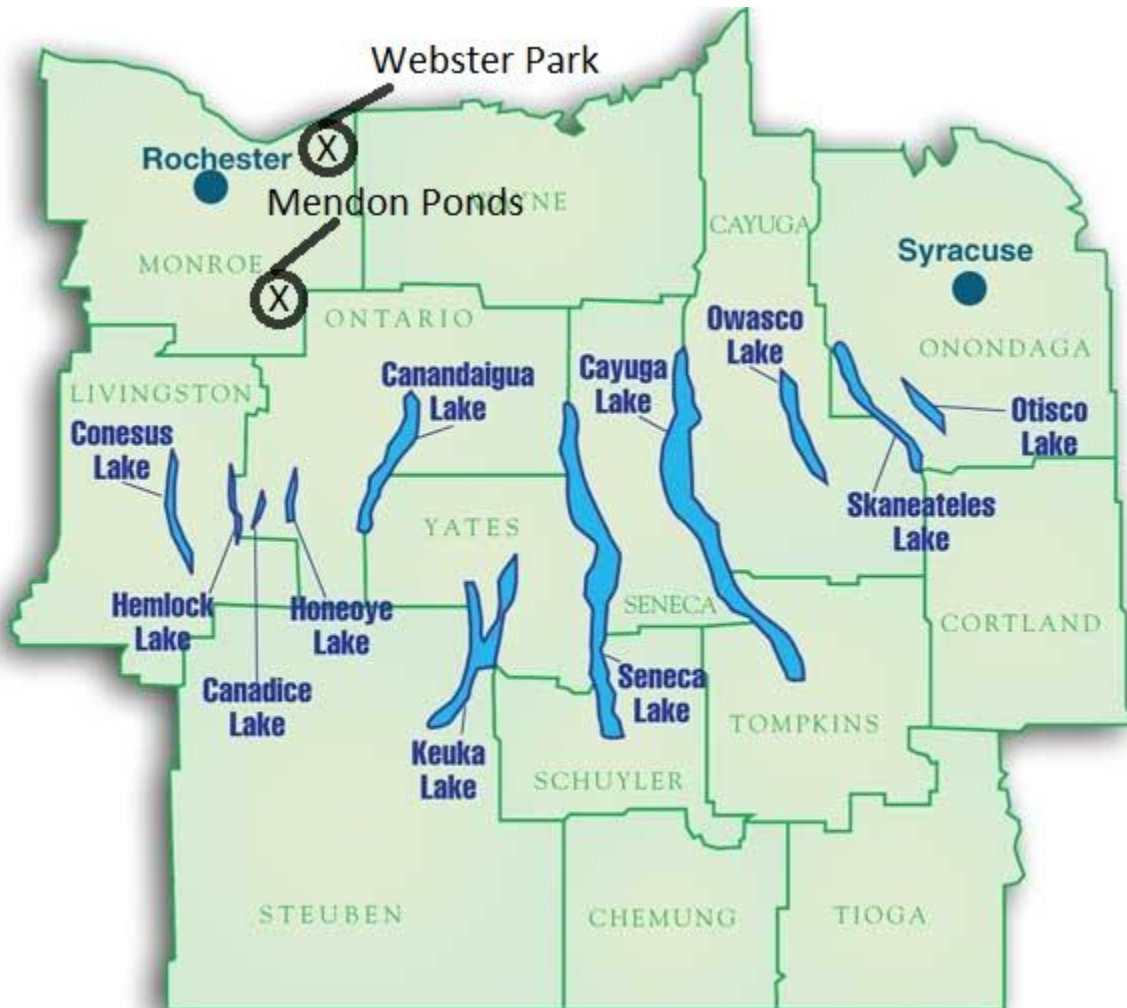 Webster Park
X
Rochester
Mendon Ponds
WAYNE
CAYUGA
MONROE
X
Syracuse
ONTARIO
Owasco
Lake
ONONDAGA
LIVINGSTON
Canandaigua
Lake
Cayuga
Lake
Conesus
Lake
Otisco
Lake
Skaneateles
Lake
YATES
Hemlock
Lake
Honeoye
Lake
SENECA
CORTLAND
Canadice
Lake
Seneca
Lake
TOMPKINS
Keuka
Lake
SCHUYLER
STEUBEN
CHEMUNG
TIOGA